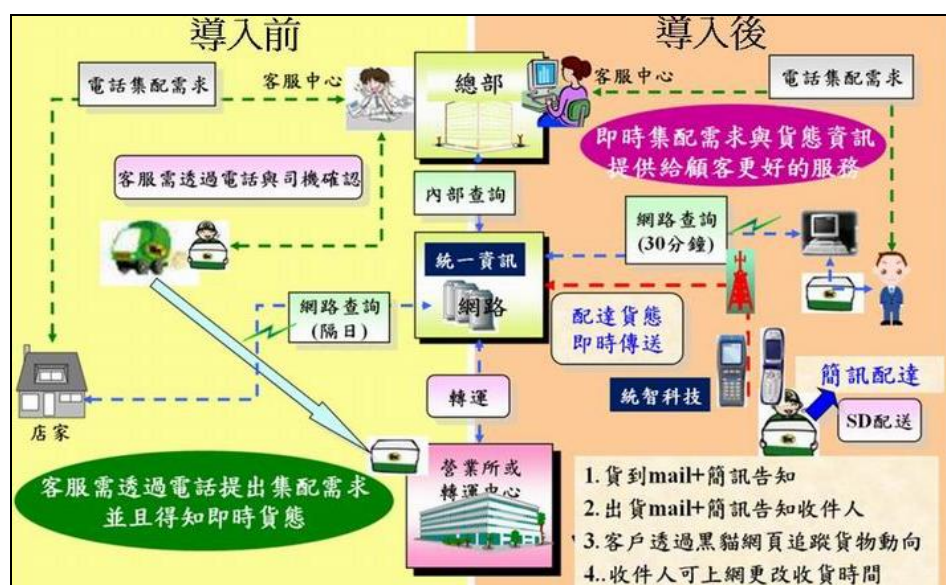 導入前
導入後
電話集配需求
客服中心
總部
客服中心
電話集配需求
即時集配需求與貨態資訊
提供給顧客更好的服務
客服需透過電話與司機確認
內部查詢
網路查詢
(30分鐘)
統一資訊
網路
網路查詢
(隔日)
配達貨態
即時傳送
統智科技
簡訊配達
SD配送
轉運
店家
客服需透過電話提出集配需求
並且得知即時貨態
營業所或
轉運中心
1.貨到mail+簡訊告知
2.出貨mail+簡訊告知收件人
3.客戶透過黑貓網頁追蹤貨物動向
4..收件人可上網更改收貨時間